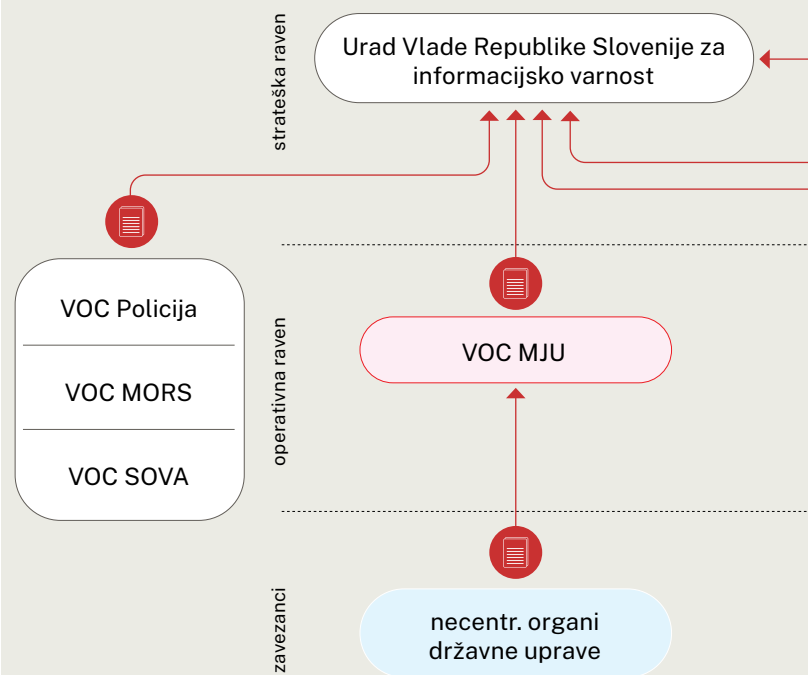 strateška raven
Urad Vlade Republike Slovenije za
informacijsko varnost
VOC Policija
VOC MORS
VOC SOVA
operativna raven
VOC MJU
zavezanci
necentr. organi
državne uprave